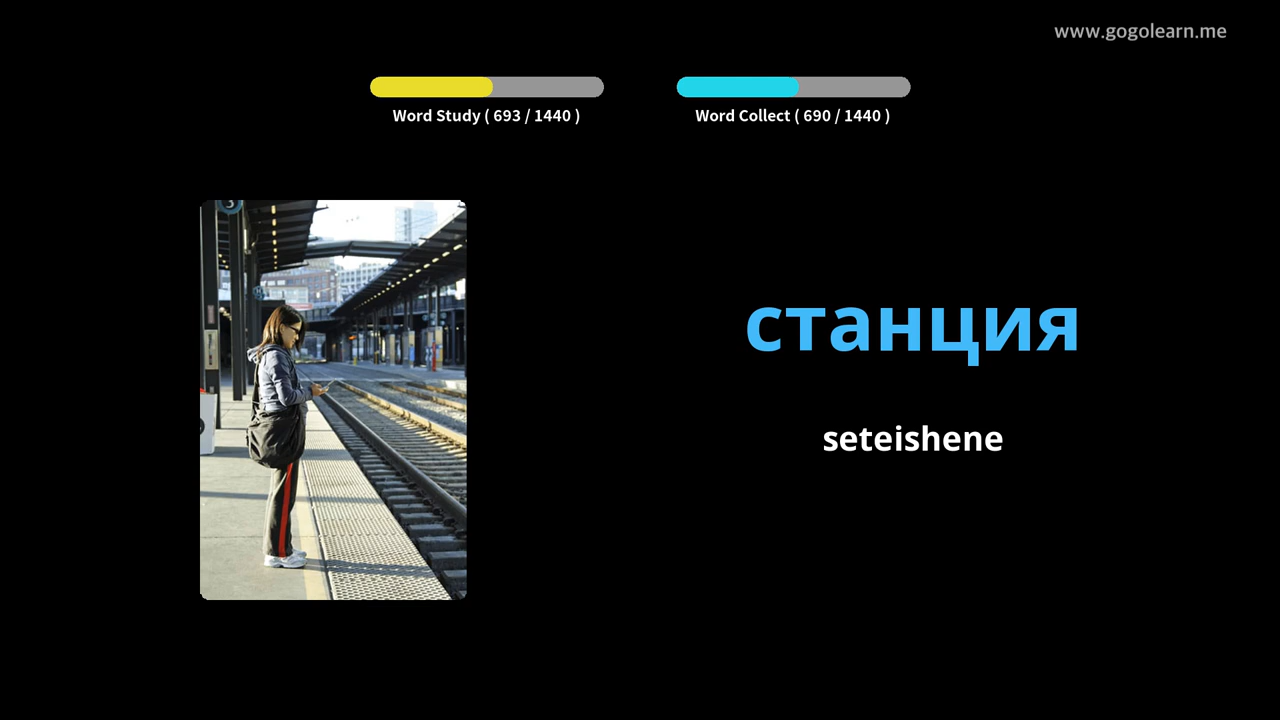 www.gogolearn.me
Word Study ( 693 / 1440 )
Word Collect ( 690 / 1440 )
станция
seteishene